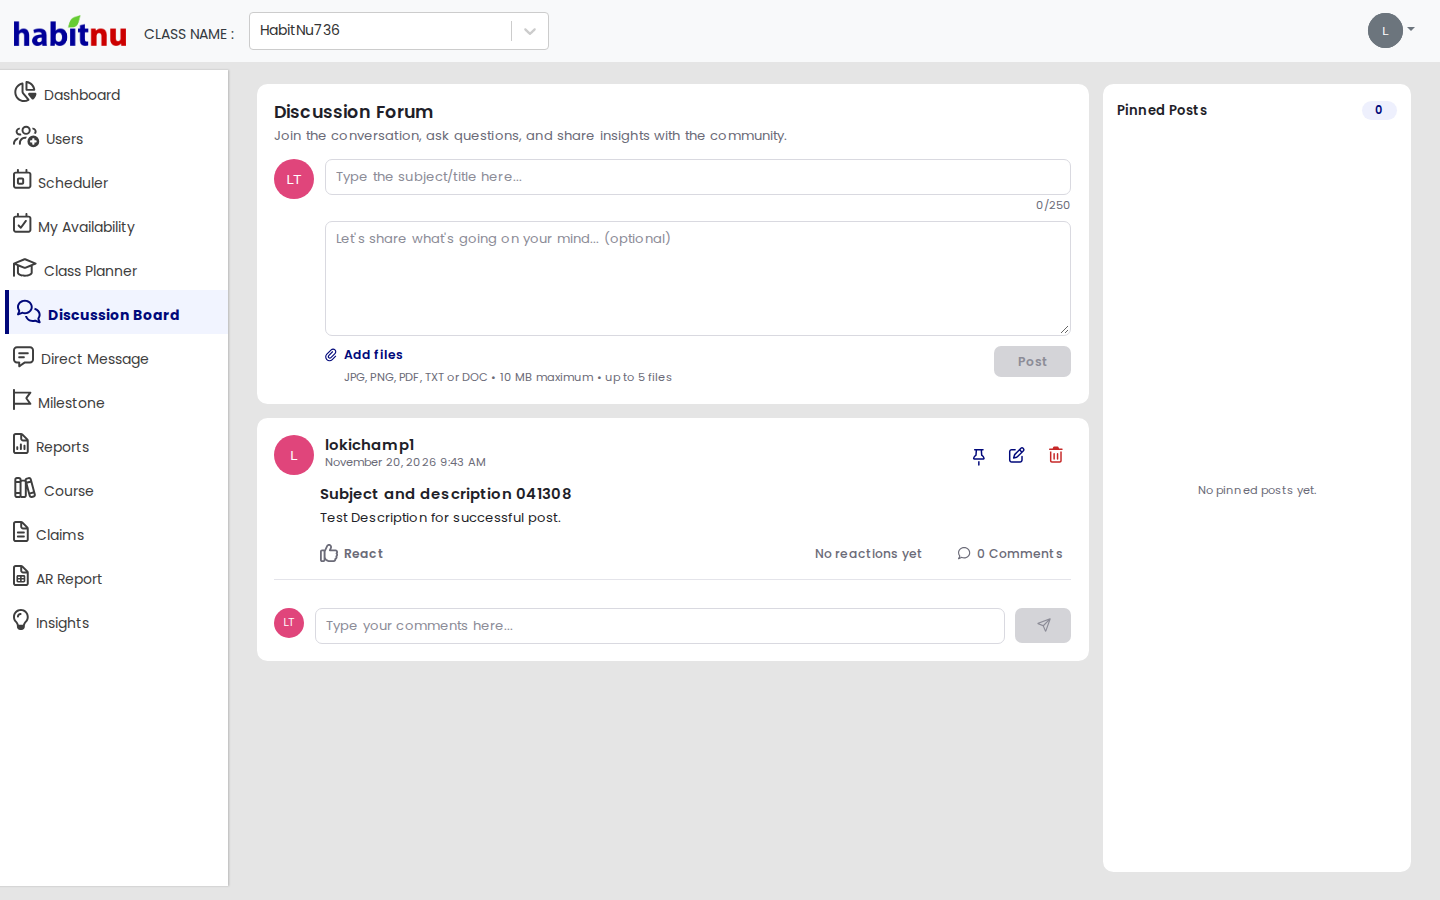 habitnu
CLASS NAME :
HabitNu736
L
Dashboard
Users
Scheduler
My Availability
Class Planner
Discussion Board
Direct Message
Milestone
Reports
Course
Claims
AR Report
Insights
Discussion Forum
Join the conversation, ask questions, and share insights with the community.
LT
Type the subject/title here...
0/250
Let's share what's going on your mind... (optional)
Add files
JPG, PNG, PDF, TXT or DOC • 10 MB maximum • up to 5 files
Post
L
lokichamp1
November 20, 2026 9:43 AM
Subject and description 041308
Test Description for successful post.
React
No reactions yet
0 Comments
LT
Type your comments here...
Pinned Posts
0
No pinned posts yet.